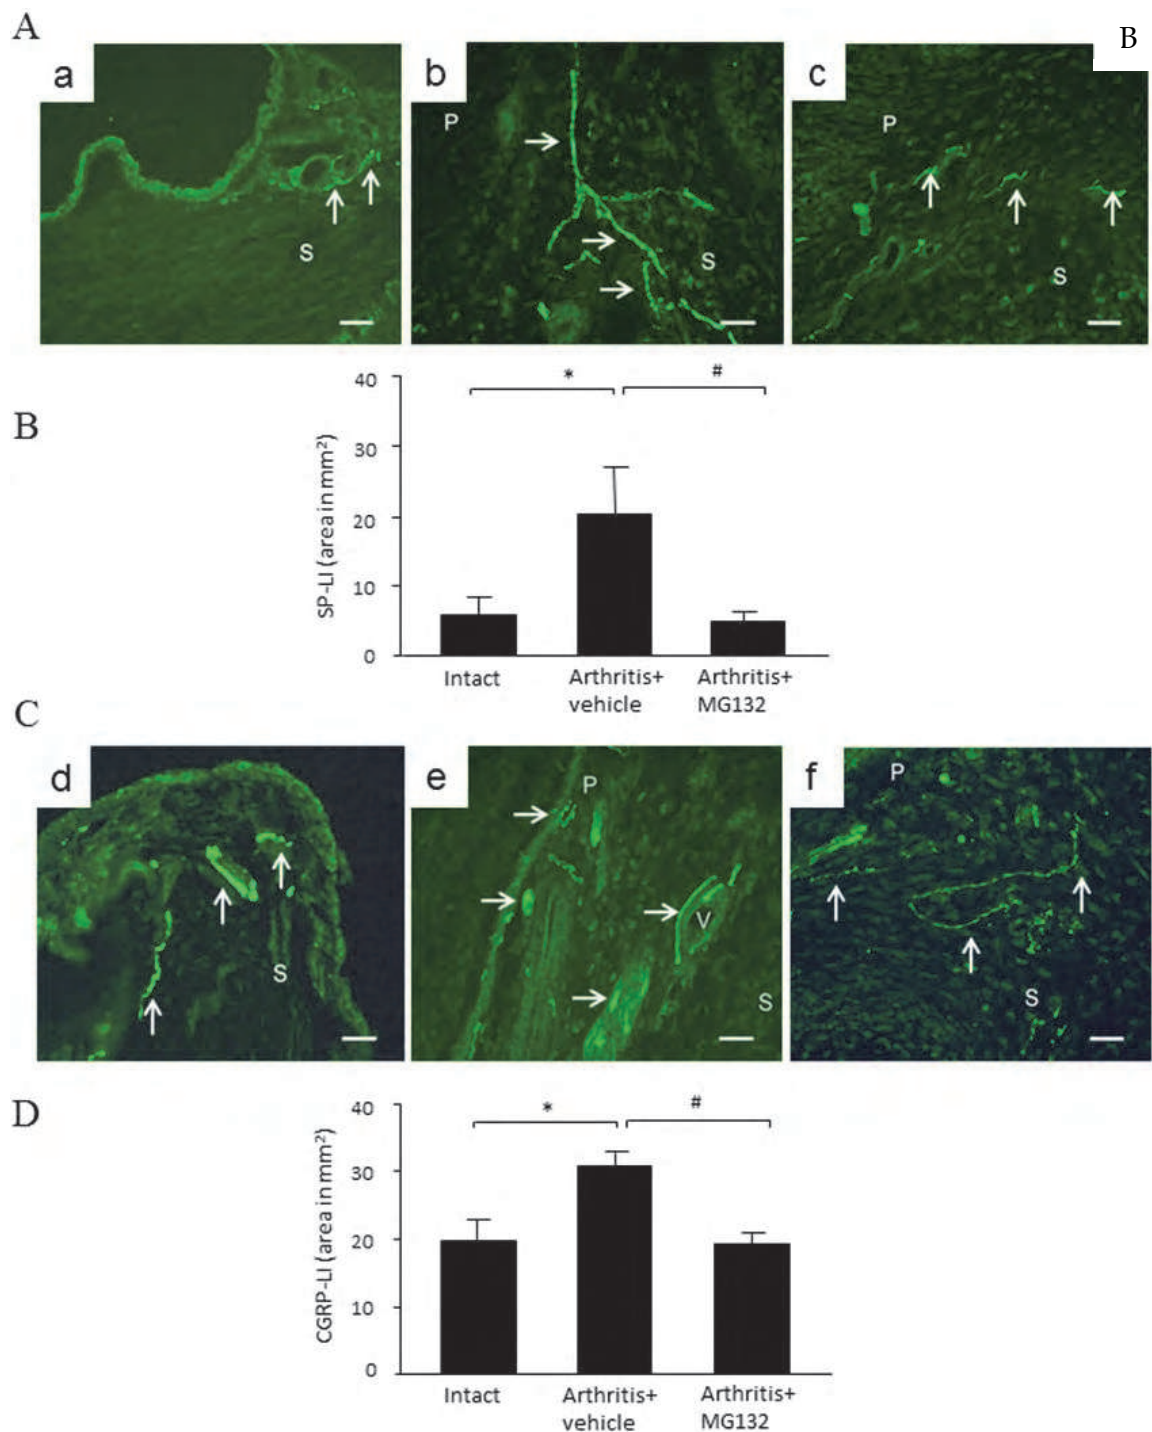 A
B
a
b
c
P
P
S
S
S
B
40
30
20
10
0
SP-LI (area in mm²)
*
#
Intact
Arthritis+
vehicle
Arthritis+
MG132
C
d
e
f
P
P
V
S
S
S
D
40
30
20
10
0
CGRP-LI (area in mm²)
*
#
Intact
Arthritis+
vehicle
Arthritis+
MG132